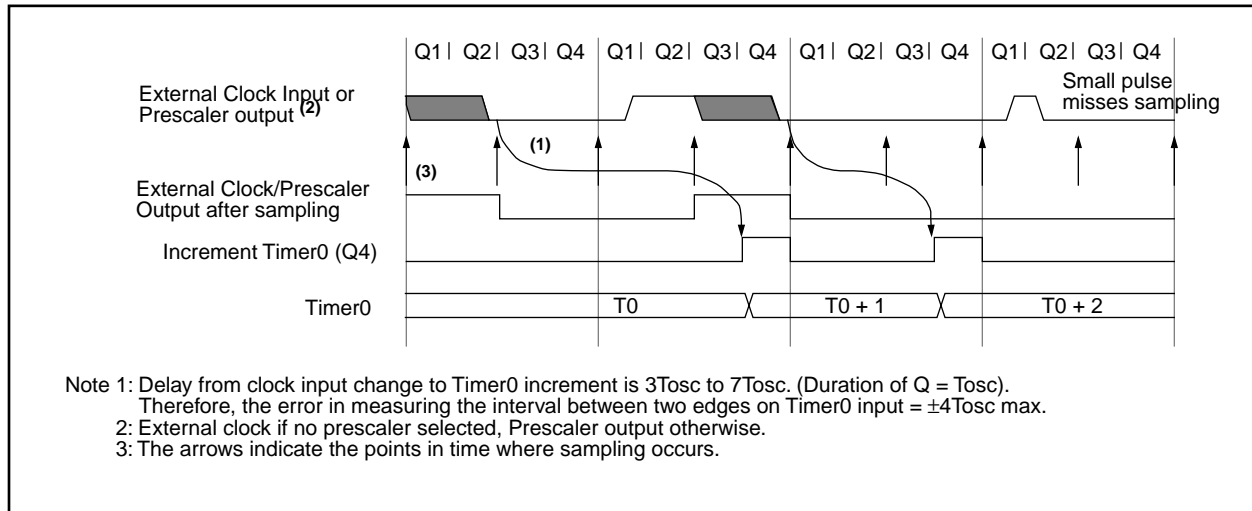 Q1| Q2| Q3| Q4 Q1| Q2| Q3| Q4 Q1| Q2| Q3| Q4 Q1| Q2| Q3| Q4
External Clock Input or
Prescaler output (2)
Small pulse
misses sampling
(1)
(3)
External Clock/Prescaler
Output after sampling
Increment Timer0 (Q4)
Timer0 T0 T0 + 1 T0 + 2
Note 1: Delay from clock input change to Timer0 increment is 3Tosc to 7Tosc. (Duration of Q = Tosc).
Therefore, the error in measuring the interval between two edges on Timer0 input = ±4Tosc max.
2: External clock if no prescaler selected, Prescaler output otherwise.
3: The arrows indicate the points in time where sampling occurs.